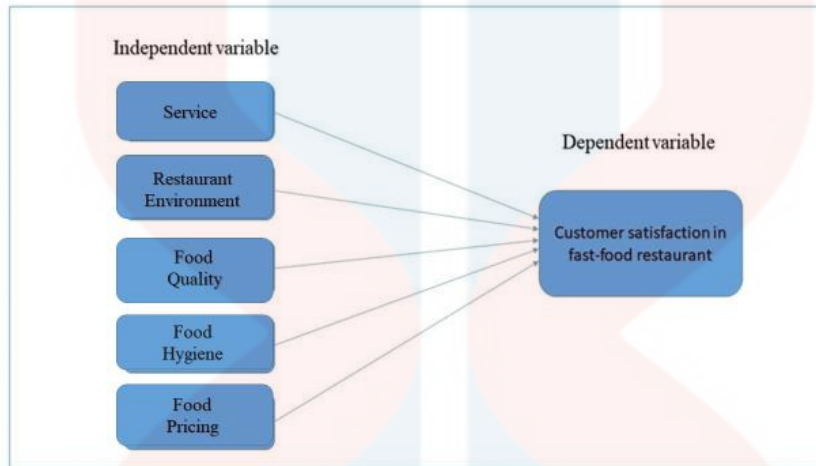 Independent variable
Service
Restaurant
Environment
Food
Quality
Food
Hygiene
Food
Pricing
Dependent variable
Customer satisfaction in
fast-food restaurant